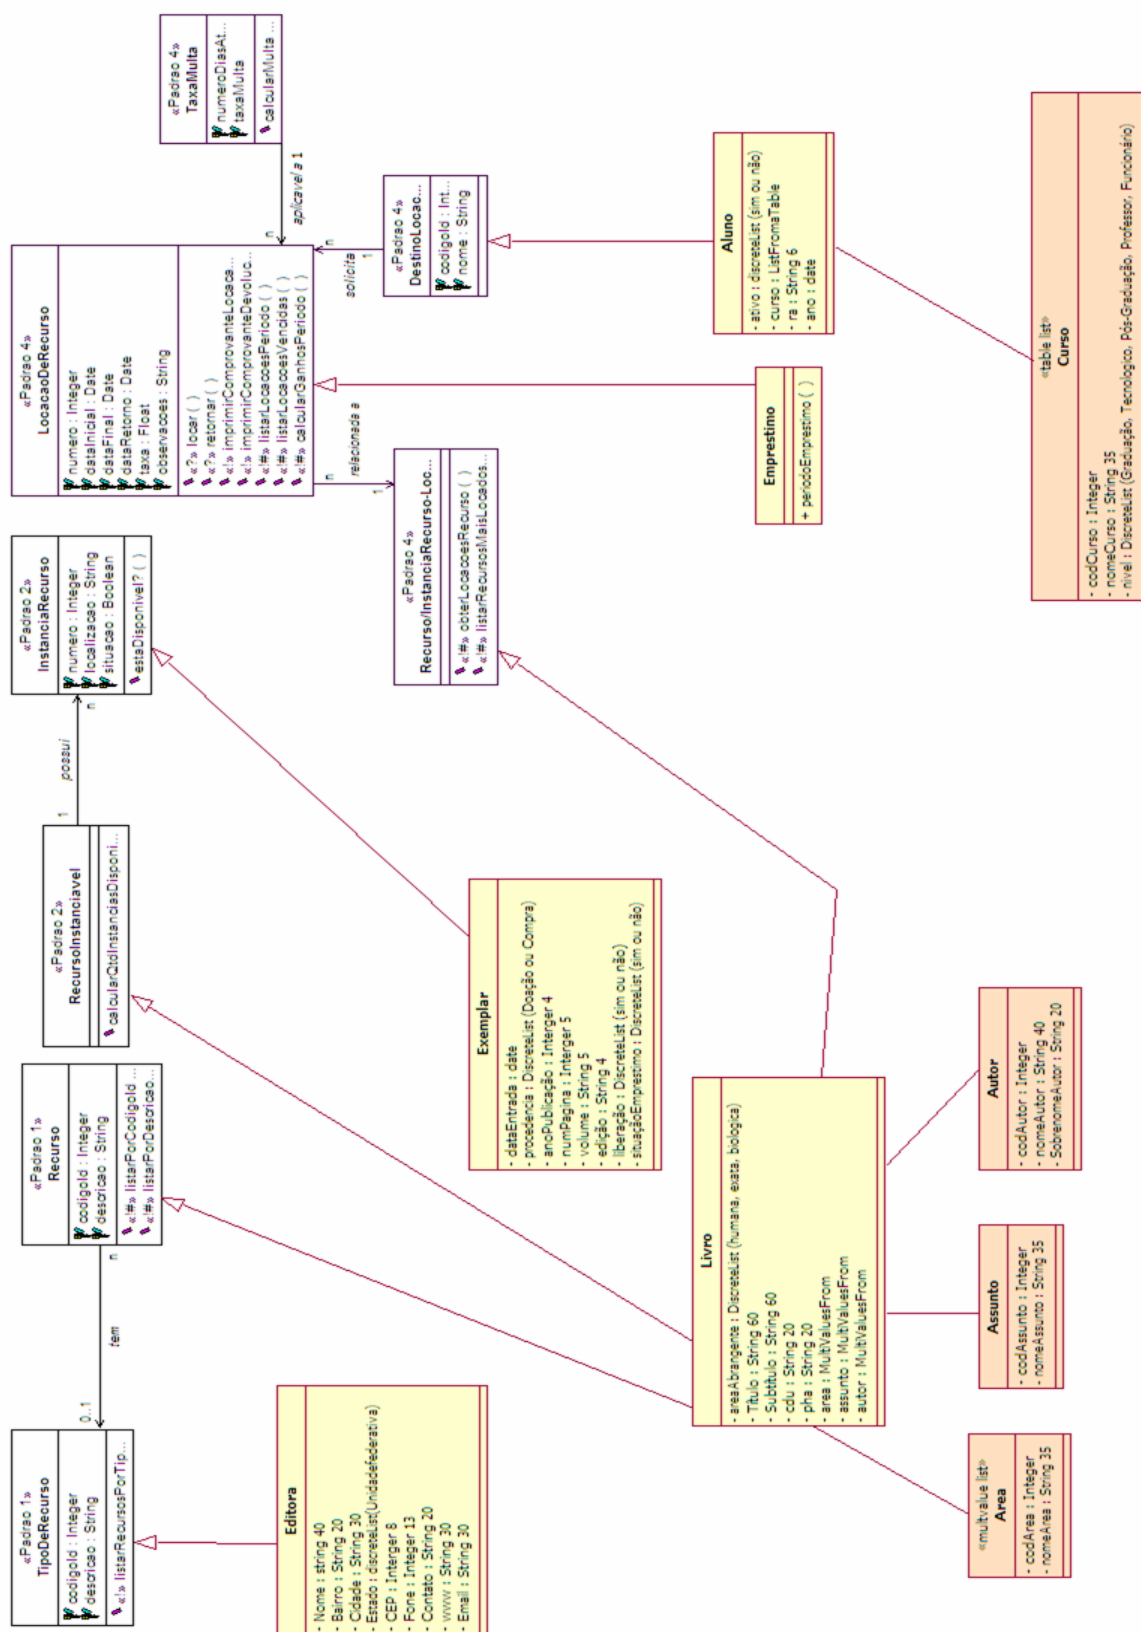 «Padrao 1»
TipoDeRecurso
codigoId : Integer
descricao : String
«!» listarRecursosPorTip...
0..1
tem
n
«Padrao 1»
Recurso
codigoId : Integer
descricao : String
«!#» listarPorCodigoId ...
«!#» listarPorDescricao...
«Padrao 2»
RecursoInstanciavel
calcularQtdInstanciasDisponi...
1
possui
n
«Padrao 2»
InstanciaRecurso
numero : Integer
localizacao : String
situacao : Boolean
estaDisponivel? ( )
«Padrao 4»
LocacaoDeRecurso
numero : Integer
dataInicial : Date
dataFinal : Date
dataRetorno : Date
taxa : Float
observacoes : String
«?» locar ( )
«?» retornar ( )
«!» imprimirComprovanteLocaca...
«!» imprimirComprovanteDevoluc...
«!#» listarLocacoesPeriodo ( )
«!#» listarLocacoesVencidas ( )
«!#» calcularGanhosPeriodo ( )
n
aplicavel a 1
«Padrao 4»
TaxaMulta
numeroDiasAt...
taxaMulta
calcularMulta ...
n
relacionada a
1
n
solicita
1
«Padrao 4»
Recurso/InstanciaRecurso-Loc...
«!#» obterLocacoesRecurso ( )
«!#» listarRecursosMaisLocados...
«Padrao 4»
DestinoLocac...
codigoId : Int...
nome : String
Editora
- Nome : string 40
- Bairro : String 20
- Cidade : String 30
- Estado : discreteList(Unidadefederativa)
- CEP : Interger 8
- Fone : Integer 13
- Contato : String 20
- www : String 30
- Email : String 30
Exemplar
- dataEntrada : date
- procedencia : DiscreteList (Doação ou Compra)
- anoPublicação : Interger 4
- numPagina : Interger 5
- volume : String 5
- edição : String 4
- liberação : DiscreteList (sim ou não)
- situaçãoEmprestimo : DiscreteList (sim ou não)
Emprestimo
+ periodoEmprestimo ( )
Aluno
- ativo : discreteList (sim ou não)
- curso : ListFromaTable
- ra : String 6
- ano : date
Livro
- areaAbrangente : DiscreteList (humana, exata, biologica)
- Título : String 60
- Subtítulo : String 60
- cdu : String 20
- pha : String 20
- area : MultiValuesFrom
- assunto : MultiValuesFrom
- autor : MultiValuesFrom
«multvalue list»
Area
- codArea : Integer
- nomeArea : String 35
Assunto
- codAssunto : Integer
- nomeAssunto : String 35
Autor
- codAutor : Integer
- nomeAutor : String 40
- SobrenomeAutor : String 20
«table list»
Curso
- codCurso : Integer
- nomeCurso : String 35
- nivel : DiscreteList (Graduação, Tecnologico, Pós-Graduação, Professor, Funcionário)